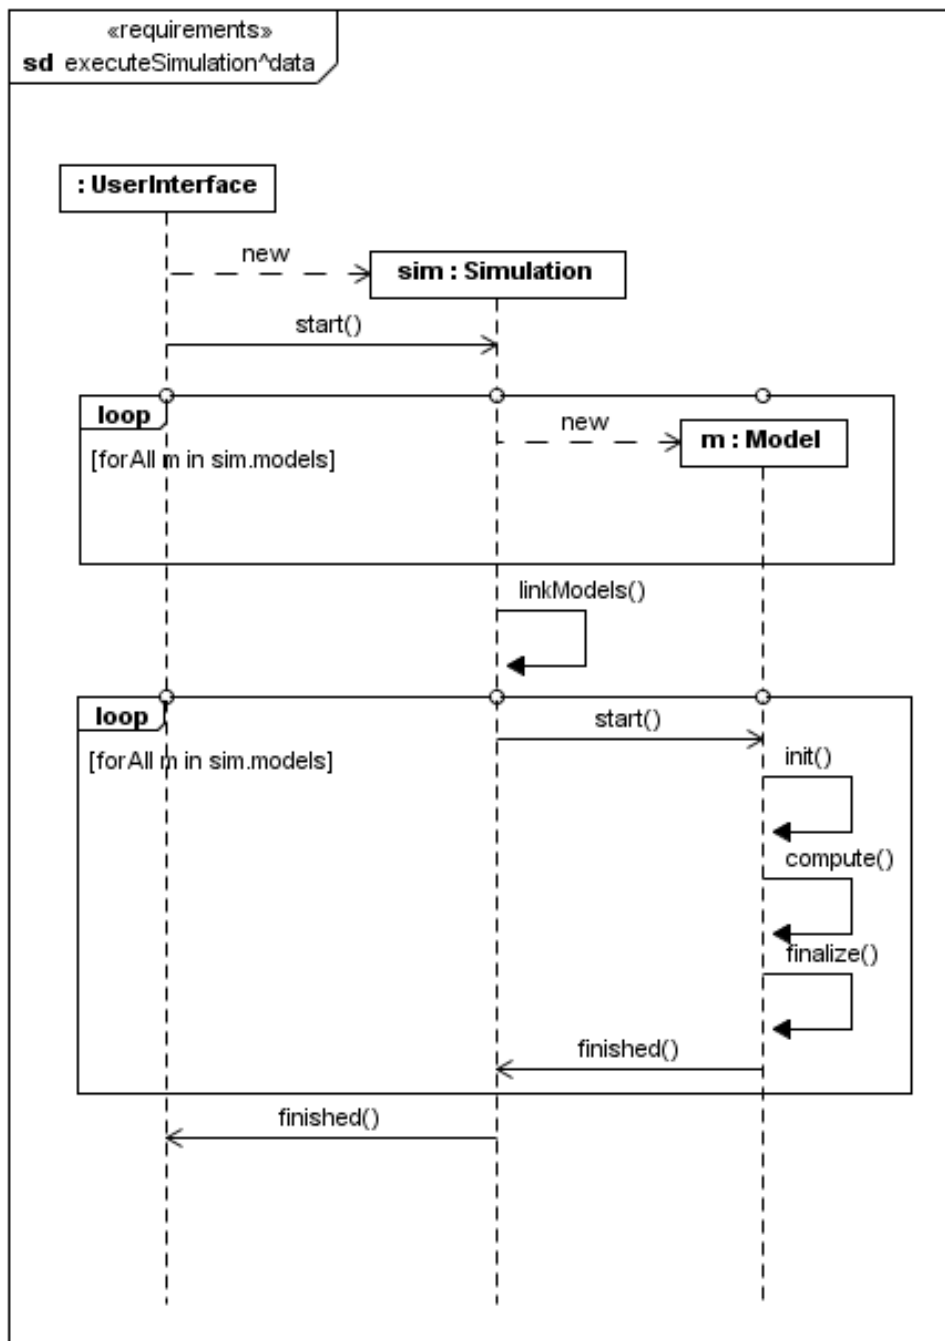 «requirements»
sd executeSimulation^data
: UserInterface
new
sim : Simulation
start()
loop
new
m : Model
[forAll m in sim.models]
linkModels()
loop
start()
[forAll m in sim.models]
init()
compute()
finalize()
finished()
finished()